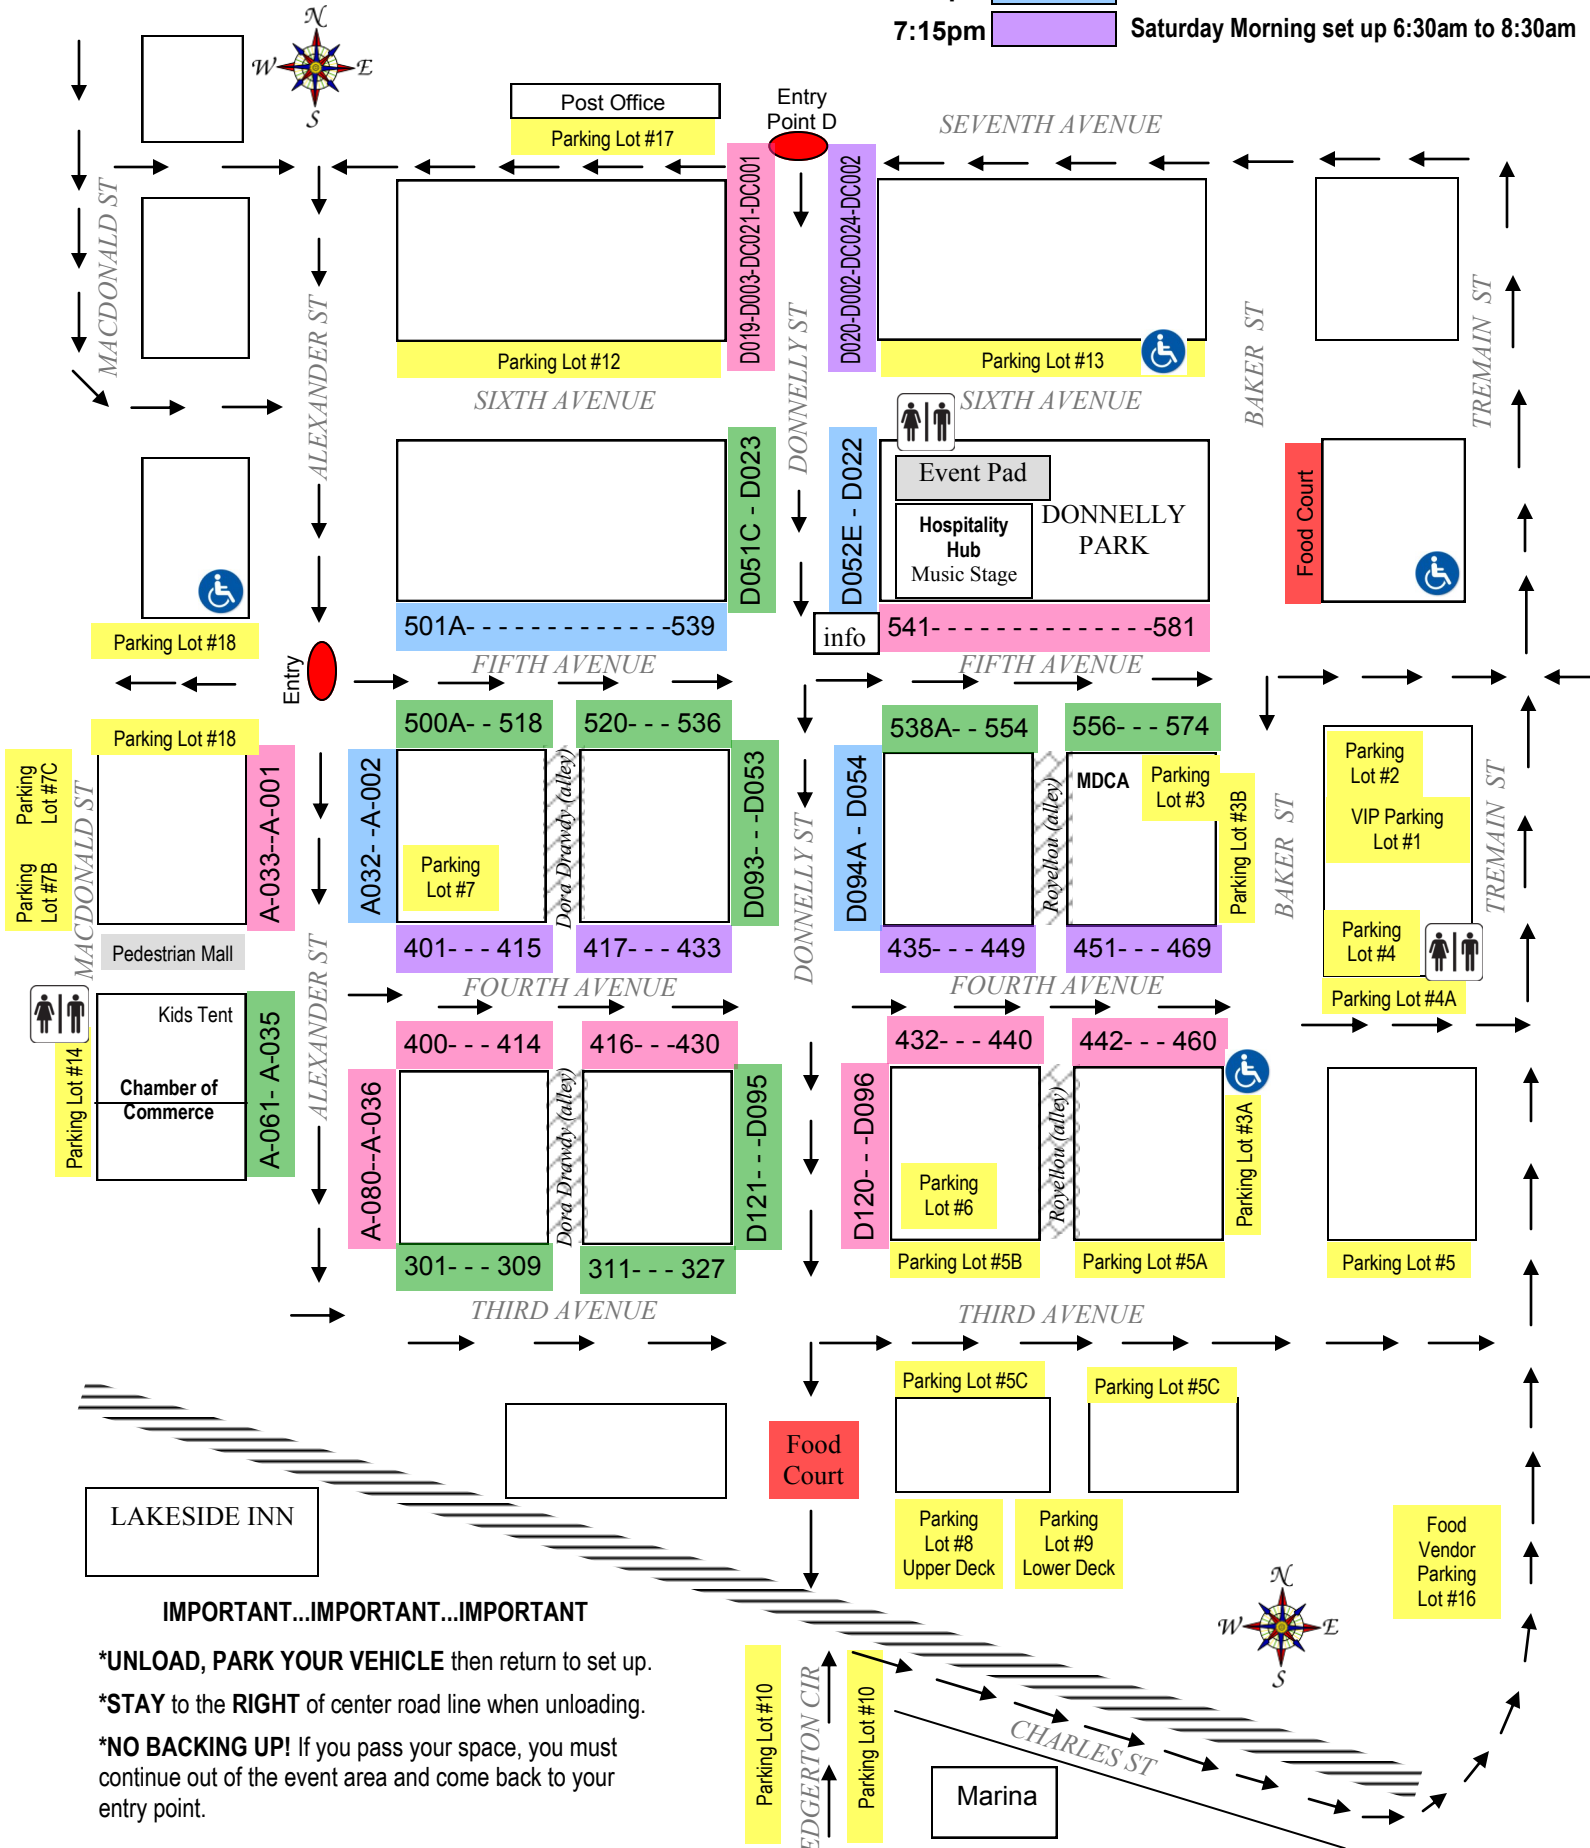 7:15pm
Saturday Morning set up 6:30am to 8:30am
N
W
E
S
Post Office
Parking Lot #17
Entry
Point D
SEVENTH AVENUE
MACDONALD ST
ALEXANDER ST
D019-D003-DC021-DC001
DONNELLY ST
D020-D002-DC024-DC002
BAKER ST
TREMAIN ST
Parking Lot #12
Parking Lot #13
SIXTH AVENUE
SIXTH AVENUE
D051C - D023
D052E - D022
Event Pad
Hospitality
Hub
Music Stage
DONNELLY
PARK
Food Court
Parking Lot #18
501A- - - - - - - - - - - - -539
info
541- - - - - - - - - - - - -581
FIFTH AVENUE
FIFTH AVENUE
Entry
Parking Lot #18
500A- - 518
520- - - 536
538A- - 554
556- - - 574
Parking
Lot #7C
Parking
Lot #7B
MACDONALD ST
A-033--A-001
A032- -A-002
Parking
Lot #7
Dora Drawdy (alley)
D093- - -D053
DONNELLY ST
D094A - D054
Royellou (alley)
MDCA
Parking
Lot #3
Parking Lot #3B
BAKER ST
Parking
Lot #2
VIP Parking
Lot #1
TREMAIN ST
Parking
Lot #4
Parking Lot #4A
Pedestrian Mall
401- - - 415
417- - - 433
435- - - 449
451- - - 469
ALEXANDER ST
FOURTH AVENUE
FOURTH AVENUE
Kids Tent
Chamber of
Commerce
Parking Lot #14
A-061- A-035
400- - - 414
416- - -430
432- - - 440
442- - - 460
A-080--A-036
Dora Drawdy (alley)
D121- - -D095
D120- - -D096
Parking
Lot #6
Royellou (alley)
Parking Lot #3A
301- - - 309
311- - - 327
Parking Lot #5B
Parking Lot #5A
Parking Lot #5
THIRD AVENUE
THIRD AVENUE
Parking Lot #5C
Parking Lot #5C
Food
Court
LAKESIDE INN
Parking
Lot #8
Upper Deck
Parking
Lot #9
Lower Deck
Food
Vendor
Parking
Lot #16
N
W
E
S
IMPORTANT...IMPORTANT...IMPORTANT
*UNLOAD, PARK YOUR VEHICLE then return to set up.
*STAY to the RIGHT of center road line when unloading.
*NO BACKING UP! If you pass your space, you must
continue out of the event area and come back to your
entry point.
Parking Lot #10
EDGERTON CIR
Parking Lot #10
CHARLES ST
Marina